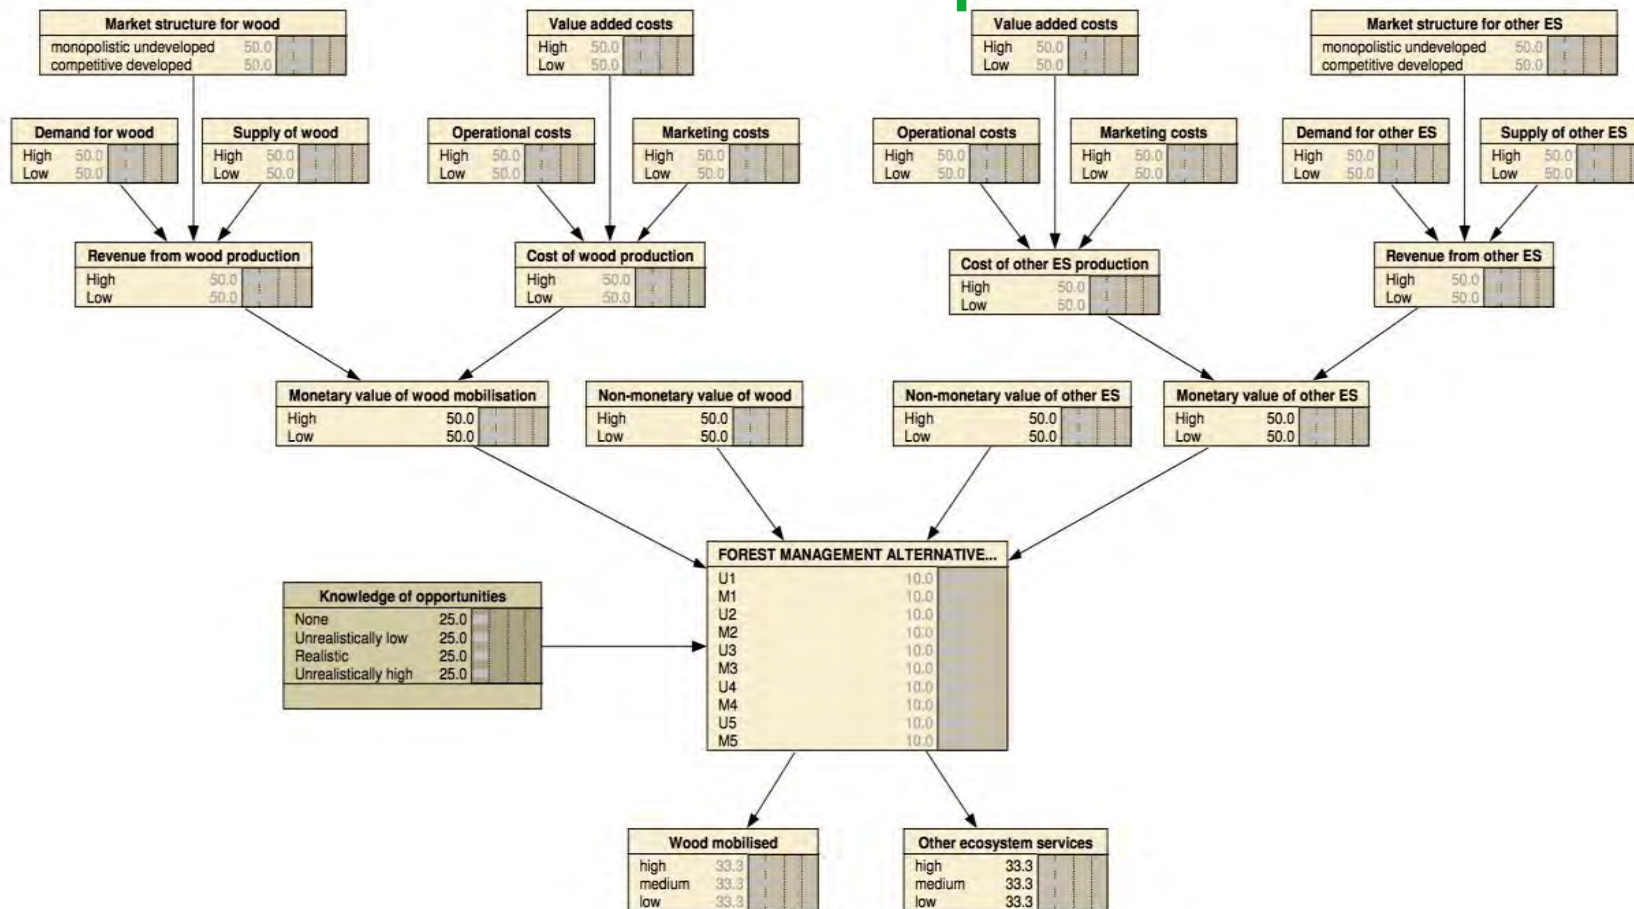 Market structure for wood
monopolistic undeveloped 50.0
competitive developed 50.0
Value added costs
High 50.0
Low 50.0
Value added costs
High 50.0
Low 50.0
Market structure for other ES
monopolistic undeveloped 50.0
competitive developed 50.0
Demand for wood
High 50.0
Low 50.0
Supply of wood
High 50.0
Low 50.0
Operational costs
High 50.0
Low 50.0
Marketing costs
High 50.0
Low 50.0
Operational costs
High 50.0
Low 50.0
Marketing costs
High 50.0
Low 50.0
Demand for other ES
High 50.0
Low 50.0
Supply of other ES
High 50.0
Low 50.0
Revenue from wood production
High 50.0
Low 50.0
Cost of wood production
High 50.0
Low 50.0
Cost of other ES production
High 50.0
Low 50.0
Revenue from other ES
High 50.0
Low 50.0
Monetary value of wood mobilisation
High 50.0
Low 50.0
Non-monetary value of wood
High 50.0
Low 50.0
Non-monetary value of other ES
High 50.0
Low 50.0
Monetary value of other ES
High 50.0
Low 50.0
FOREST MANAGEMENT ALTERNATIVE...
U1 10.0
M1 10.0
U2 10.0
M2 10.0
U3 10.0
M3 10.0
U4 10.0
M4 10.0
U5 10.0
M5 10.0
Knowledge of opportunities
None 25.0
Unrealistically low 25.0
Realistic 25.0
Unrealistically high 25.0
Wood mobilised
high 33.3
medium 33.3
low 33.3
Other ecosystem services
high 33.3
medium 33.3
low 33.3